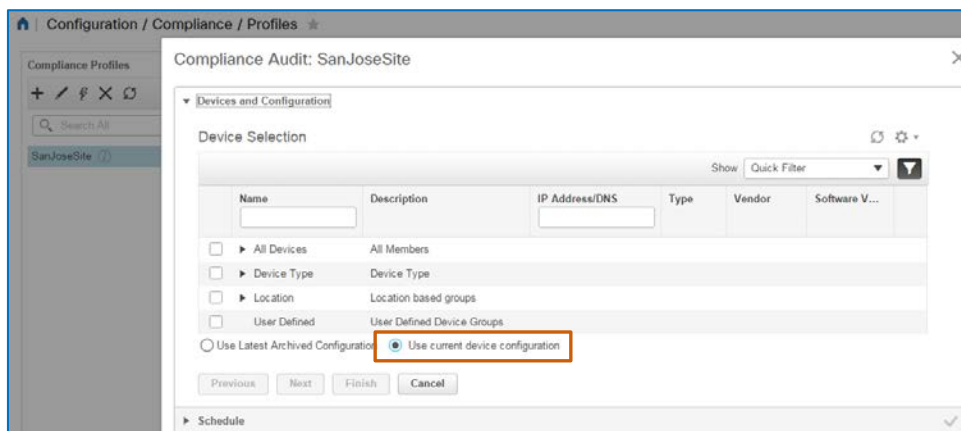 Configuration / Compliance / Profiles
Compliance Profiles
Search All
SanJoseSite
Compliance Audit: SanJoseSite
Devices and Configuration
Device Selection
Show Quick Filter
Name Description IP Address/DNS Type Vendor Software V...
All Devices All Members
Device Type Device Type
Location Location based groups
User Defined User Defined Device Groups
Use Latest Archived Configuration Use current device configuration
Previous Next Finish Cancel
Schedule